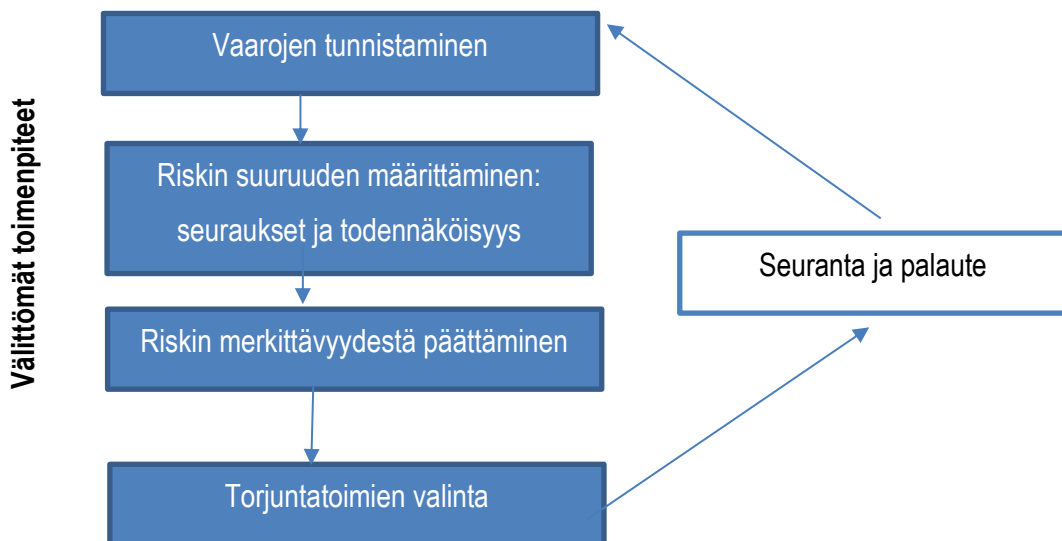 Välittömät toimenpiteet
Vaarojen tunnistaminen
Riskin suuruuden määrittäminen:
seuraukset ja todennäköisyys
Riskin merkittävyydestä päättäminen
Torjuntatoimien valinta
Seuranta ja palaute